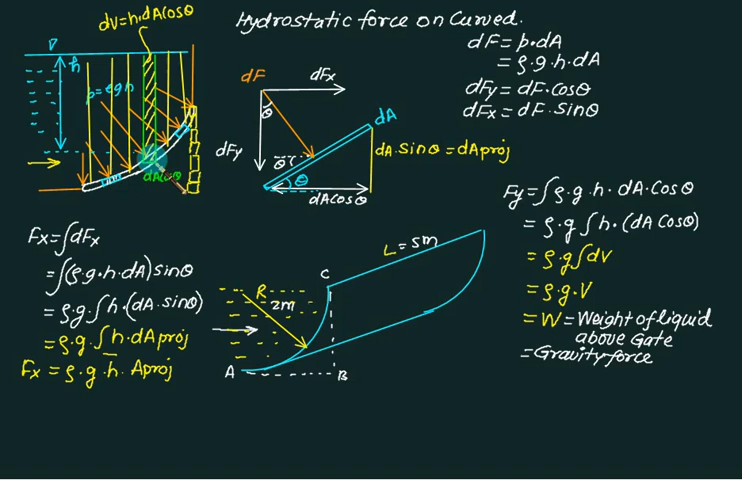 Hydrostatic force on Curved.
dV=h.dAcosθ
∇
h
p=ρgh
dAcosθ
dF
dFx
θ
dFy
dA
θ
dA cosθ
dA. sinθ = dAproj
dF = p.dA
= ρ.g.h.dA
dFy = dF.cosθ
dFx = dF. sinθ
Fx=∫dFx
=∫(ρ.g.h.dA)sinθ
= ρ.g.∫h.(dA.sinθ)
= ρ.g.∫h.dAproj
Fx = ρ.g.h̅. Aproj
L = 5m
C
R
2m
A
B
Fy=∫ρ.g.h.dA.Cosθ
= ρ.g∫h.(dA Cosθ)
= ρ.g∫dV
= ρ.g.V
= W = Weight of liquid
above Gate
= Gravity force